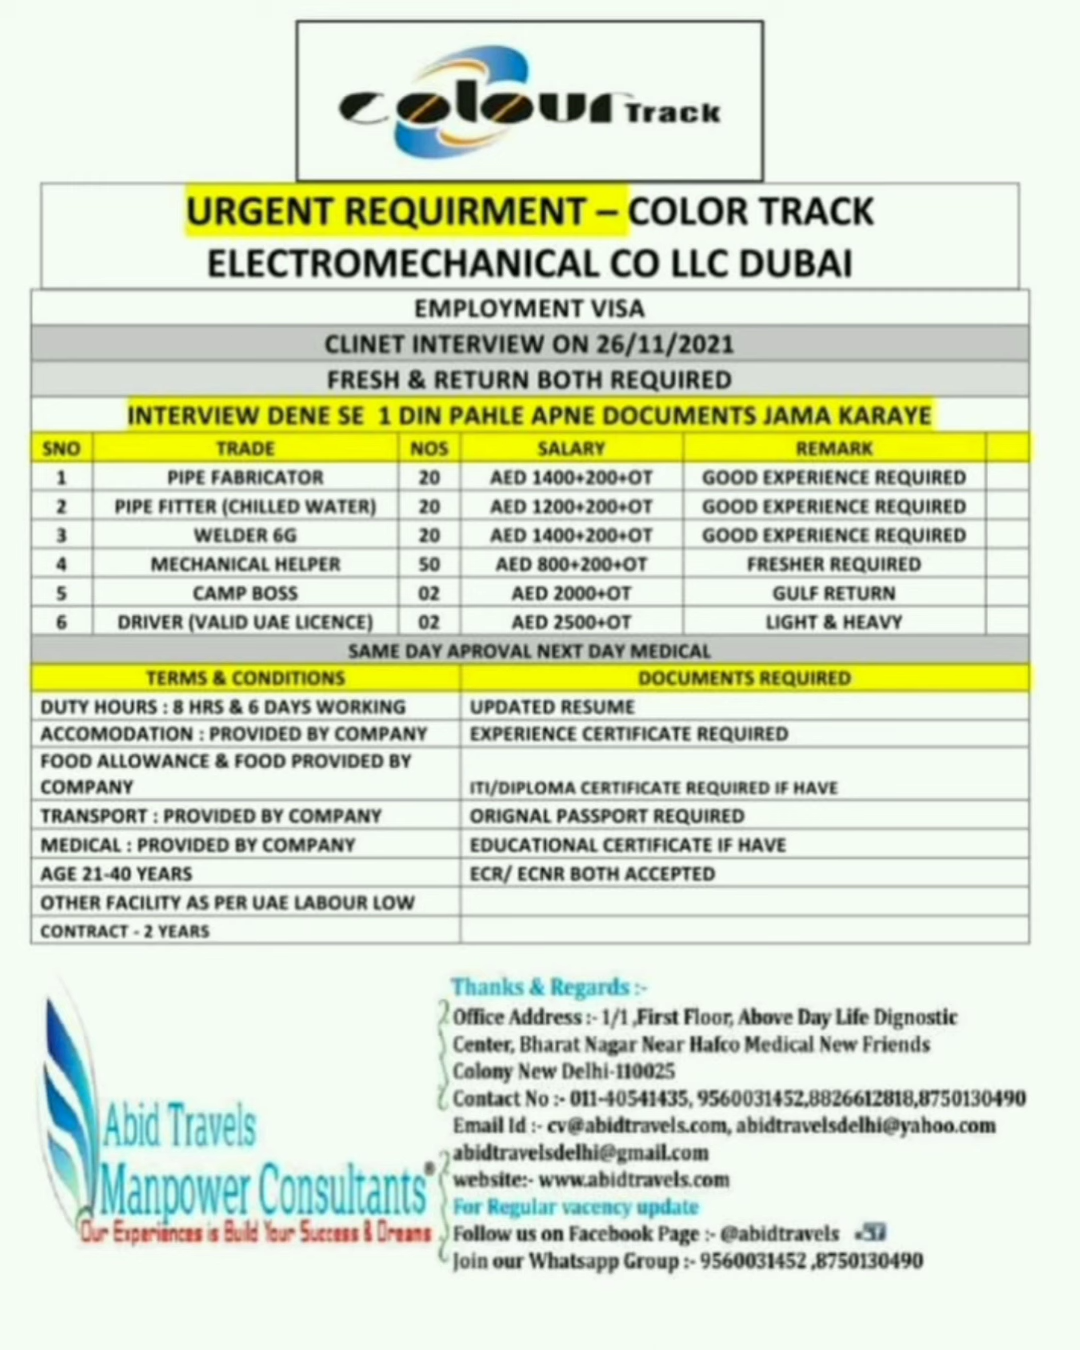 colour Track
URGENT REQUIRMENT – COLOR TRACK
ELECTROMECHANICAL CO LLC DUBAI
EMPLOYMENT VISA
CLINET INTERVIEW ON 26/11/2021
FRESH & RETURN BOTH REQUIRED
INTERVIEW DENE SE 1 DIN PAHLE APNE DOCUMENTS JAMA KARAYE
SNO TRADE NOS SALARY REMARK
1 PIPE FABRICATOR 20 AED 1400+200+OT GOOD EXPERIENCE REQUIRED
2 PIPE FITTER (CHILLED WATER) 20 AED 1200+200+OT GOOD EXPERIENCE REQUIRED
3 WELDER 6G 20 AED 1400+200+OT GOOD EXPERIENCE REQUIRED
4 MECHANICAL HELPER 50 AED 800+200+OT FRESHER REQUIRED
5 CAMP BOSS 02 AED 2000+OT GULF RETURN
6 DRIVER (VALID UAE LICENCE) 02 AED 2500+OT LIGHT & HEAVY
SAME DAY APROVAL NEXT DAY MEDICAL
TERMS & CONDITIONS DOCUMENTS REQUIRED
DUTY HOURS : 8 HRS & 6 DAYS WORKING UPDATED RESUME
ACCOMODATION : PROVIDED BY COMPANY EXPERIENCE CERTIFICATE REQUIRED
FOOD ALLOWANCE & FOOD PROVIDED BY
COMPANY ITI/DIPLOMA CERTIFICATE REQUIRED IF HAVE
TRANSPORT : PROVIDED BY COMPANY ORIGNAL PASSPORT REQUIRED
MEDICAL : PROVIDED BY COMPANY EDUCATIONAL CERTIFICATE IF HAVE
AGE 21-40 YEARS ECR/ ECNR BOTH ACCEPTED
OTHER FACILITY AS PER UAE LABOUR LOW
CONTRACT - 2 YEARS
Abid Travels
Manpower Consultants®
Our Experiences is Build Your Success & Dreams
Thanks & Regards :-
Office Address :- 1/1 ,First Floor, Above Day Life Dignostic
Center, Bharat Nagar Near Hafco Medical New Friends
Colony New Delhi-110025
Contact No :- 011-40541435, 9560031452,8826612818,8750130490
Email Id :- cv@abidtravels.com, abidtravelsdelhi@yahoo.com
abidtravelsdelhi@gmail.com
website:- www.abidtravels.com
For Regular vacency update
Follow us on Facebook Page :- @abidtravels
Join our Whatsapp Group :- 9560031452 ,8750130490